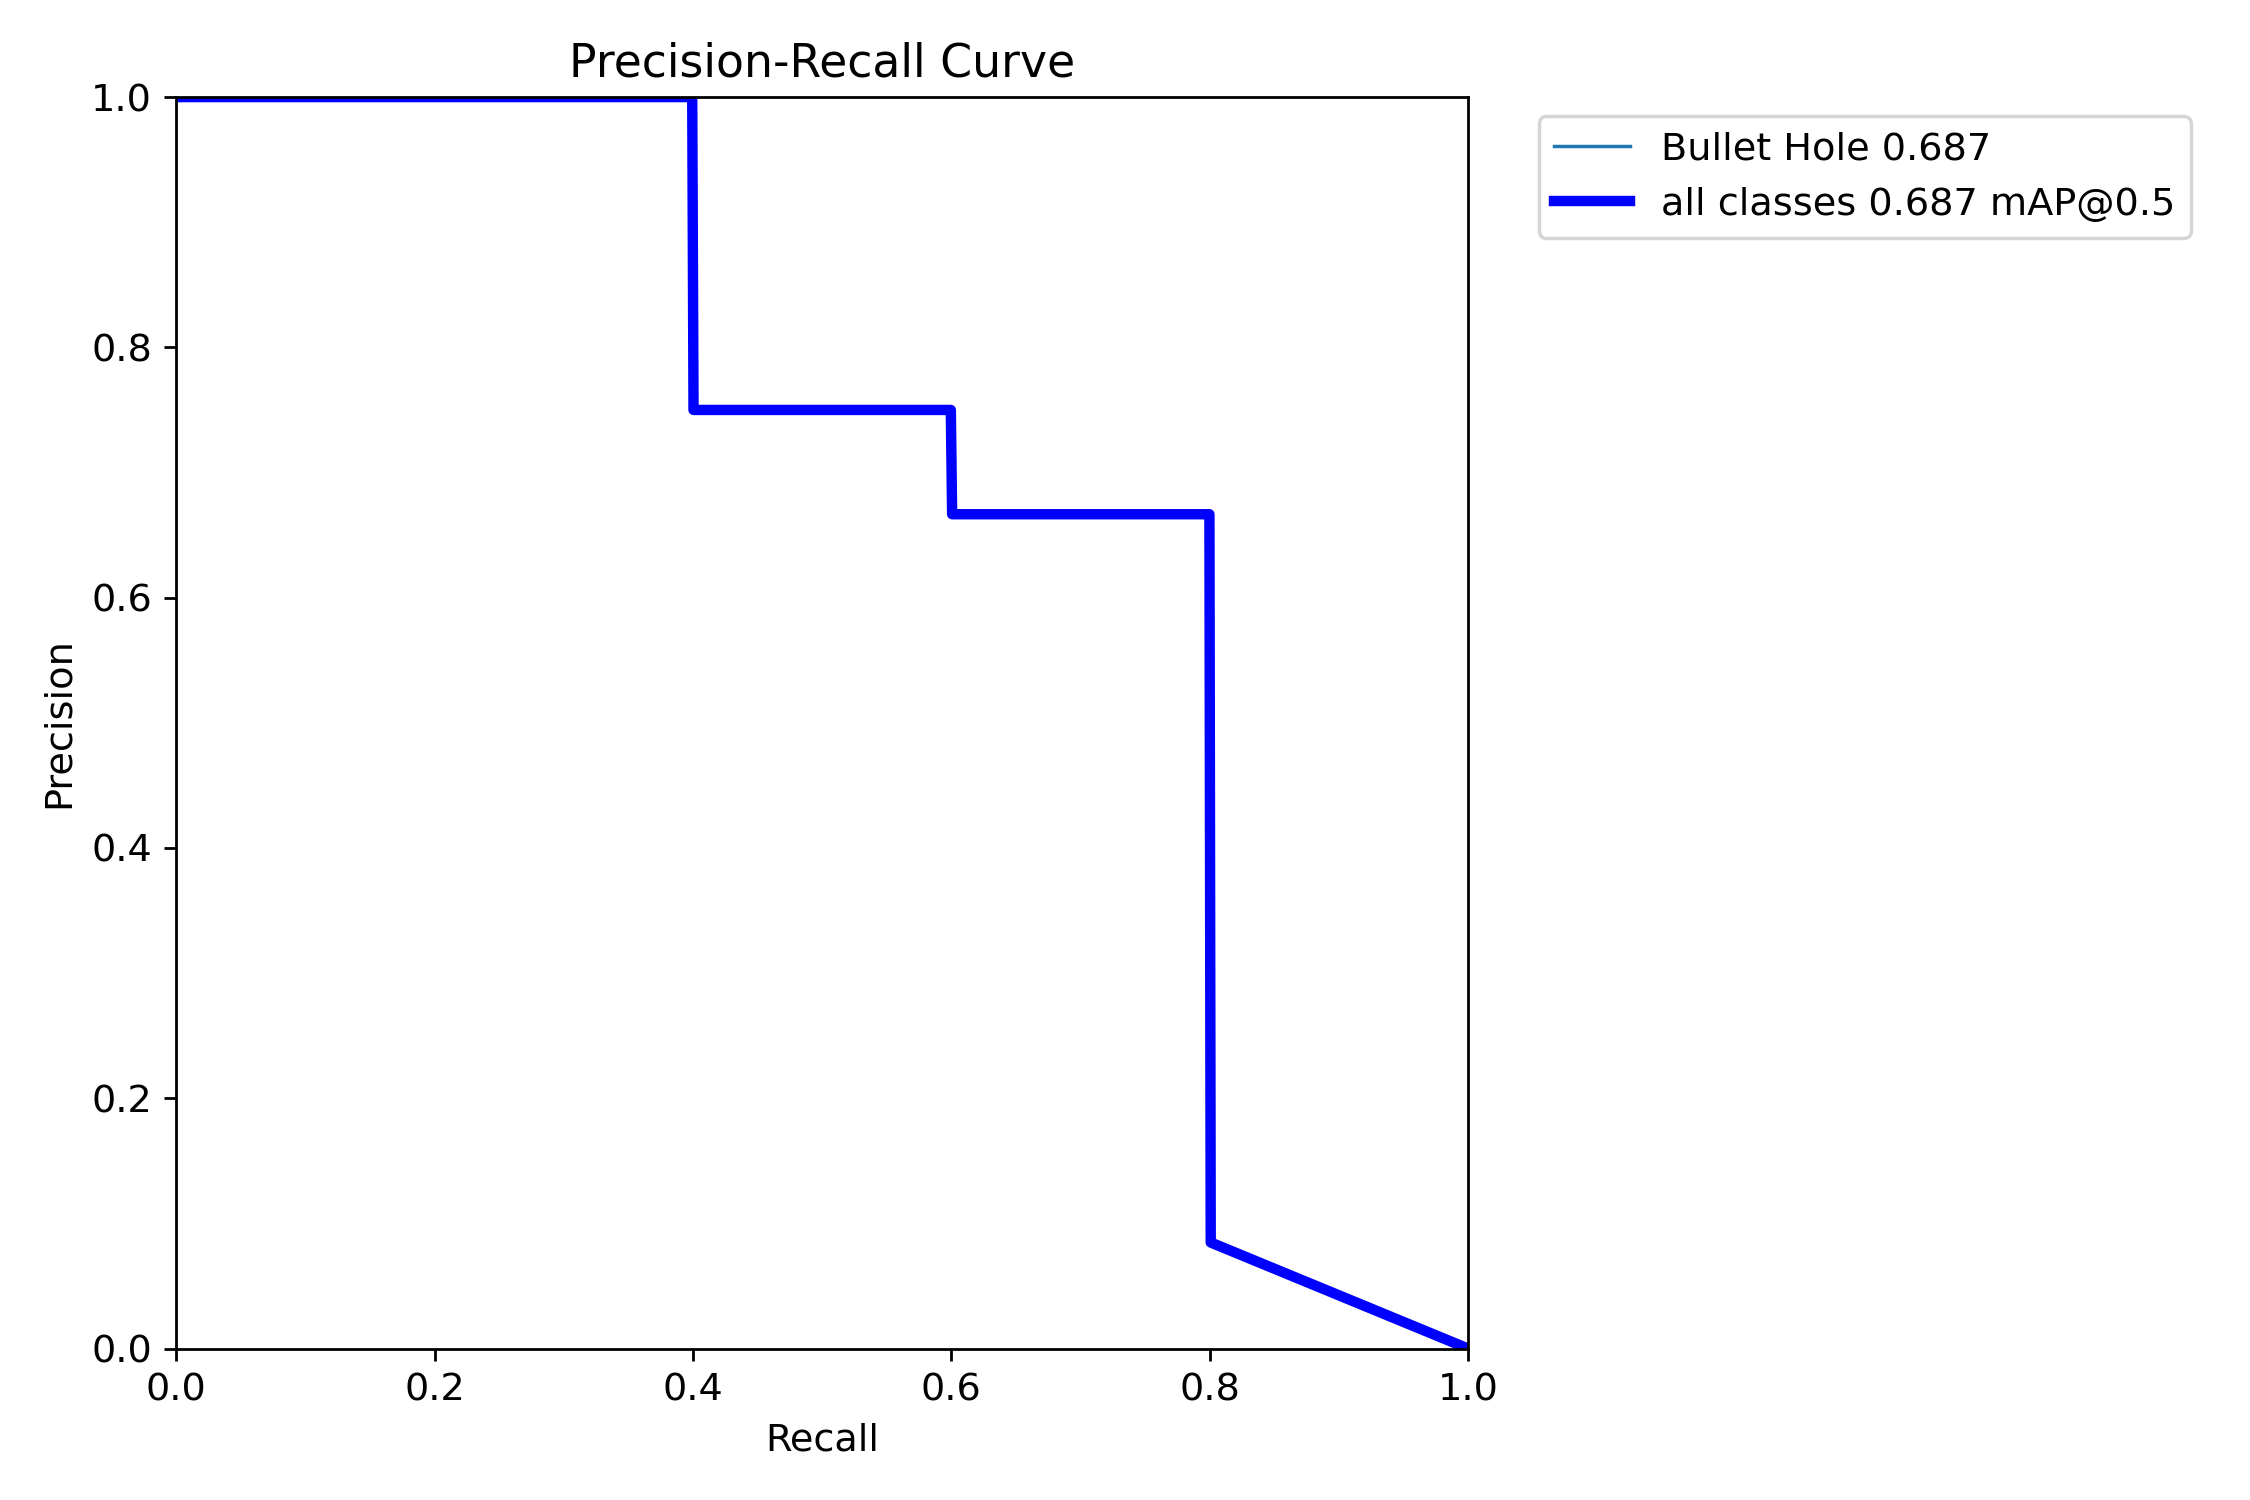 Precision-Recall Curve
1.0
0.8
0.6
0.4
0.2
0.0
Precision
0.0 0.2 0.4 0.6 0.8 1.0
Recall
Bullet Hole 0.687
all classes 0.687 mAP@0.5